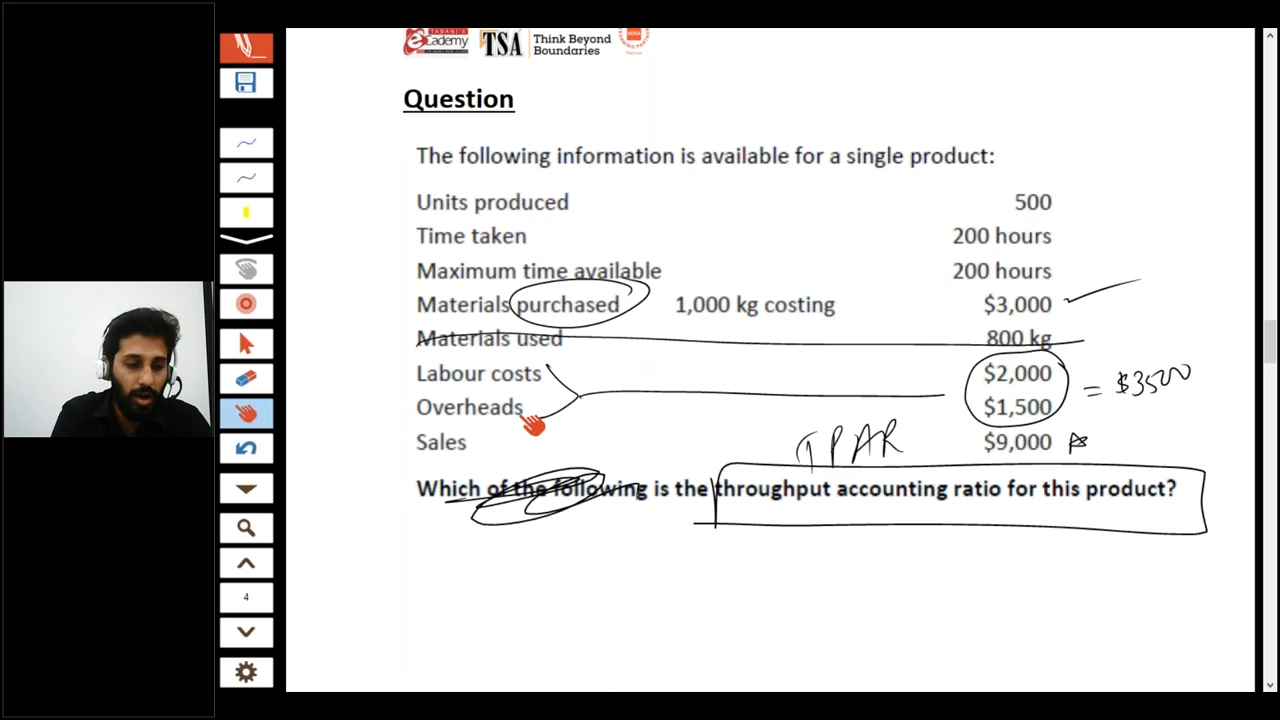 TABANI'S
eCademy
TSA
Think Beyond
Boundaries
ACCA
Question
The following information is available for a single product:
Units produced 500
Time taken 200 hours
Maximum time available 200 hours
Materials purchased 1,000 kg costing $3,000
Materials used 800 kg
Labour costs $2,000
Overheads $1,500
= $3500
Sales $9,000
TPAR
Which of the following is the throughput accounting ratio for this product?
4